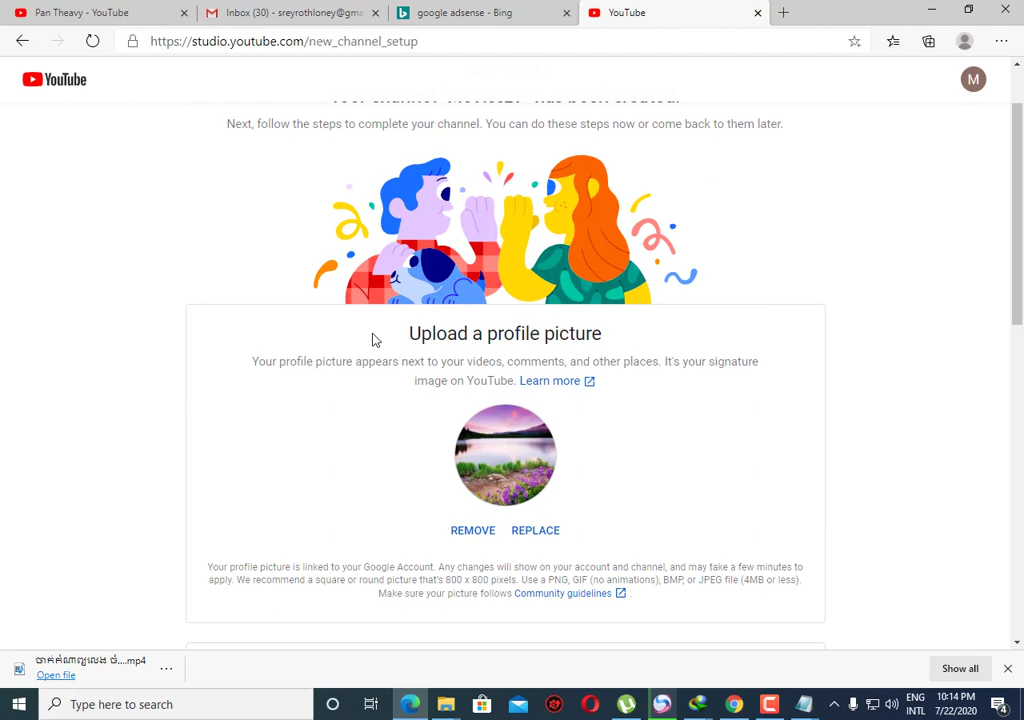 Pan Theavy - YouTube
Inbox (30) - sreyrothloney@gma
google adsense - Bing
YouTube
https://studio.youtube.com/new_channel_setup
YouTube
M
Next, follow the steps to complete your channel. You can do these steps now or come back to them later.
Upload a profile picture
Your profile picture appears next to your videos, comments, and other places. It's your signature
image on YouTube. Learn more
REMOVE REPLACE
Your profile picture is linked to your Google Account. Any changes will show on your account and channel, and may take a few minutes to
apply. We recommend a square or round picture that's 800 x 800 pixels. Use a PNG, GIF (no animations), BMP, or JPEG file (4MB or less).
Make sure your picture follows Community guidelines .
....mp4
Open file
Show all
Type here to search
ENG
INTL
10:14 PM
7/22/2020
4